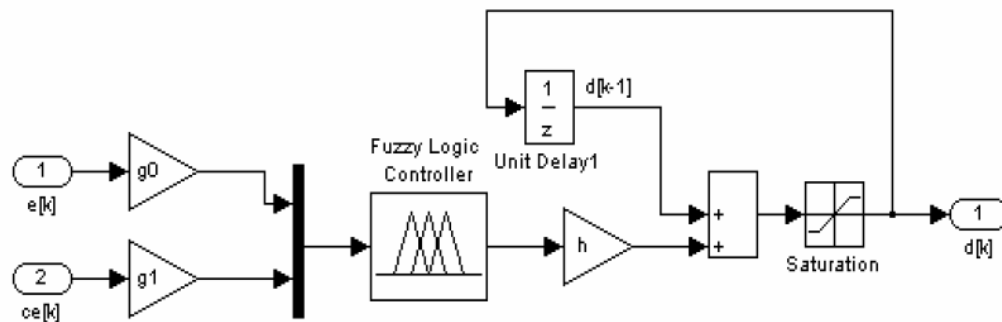 1
z
d[k-1]
Unit Delay1
Fuzzy Logic
Controller
1
e[k]
g0
2
ce[k]
g1
h
+
+
Saturation
1
d[k]